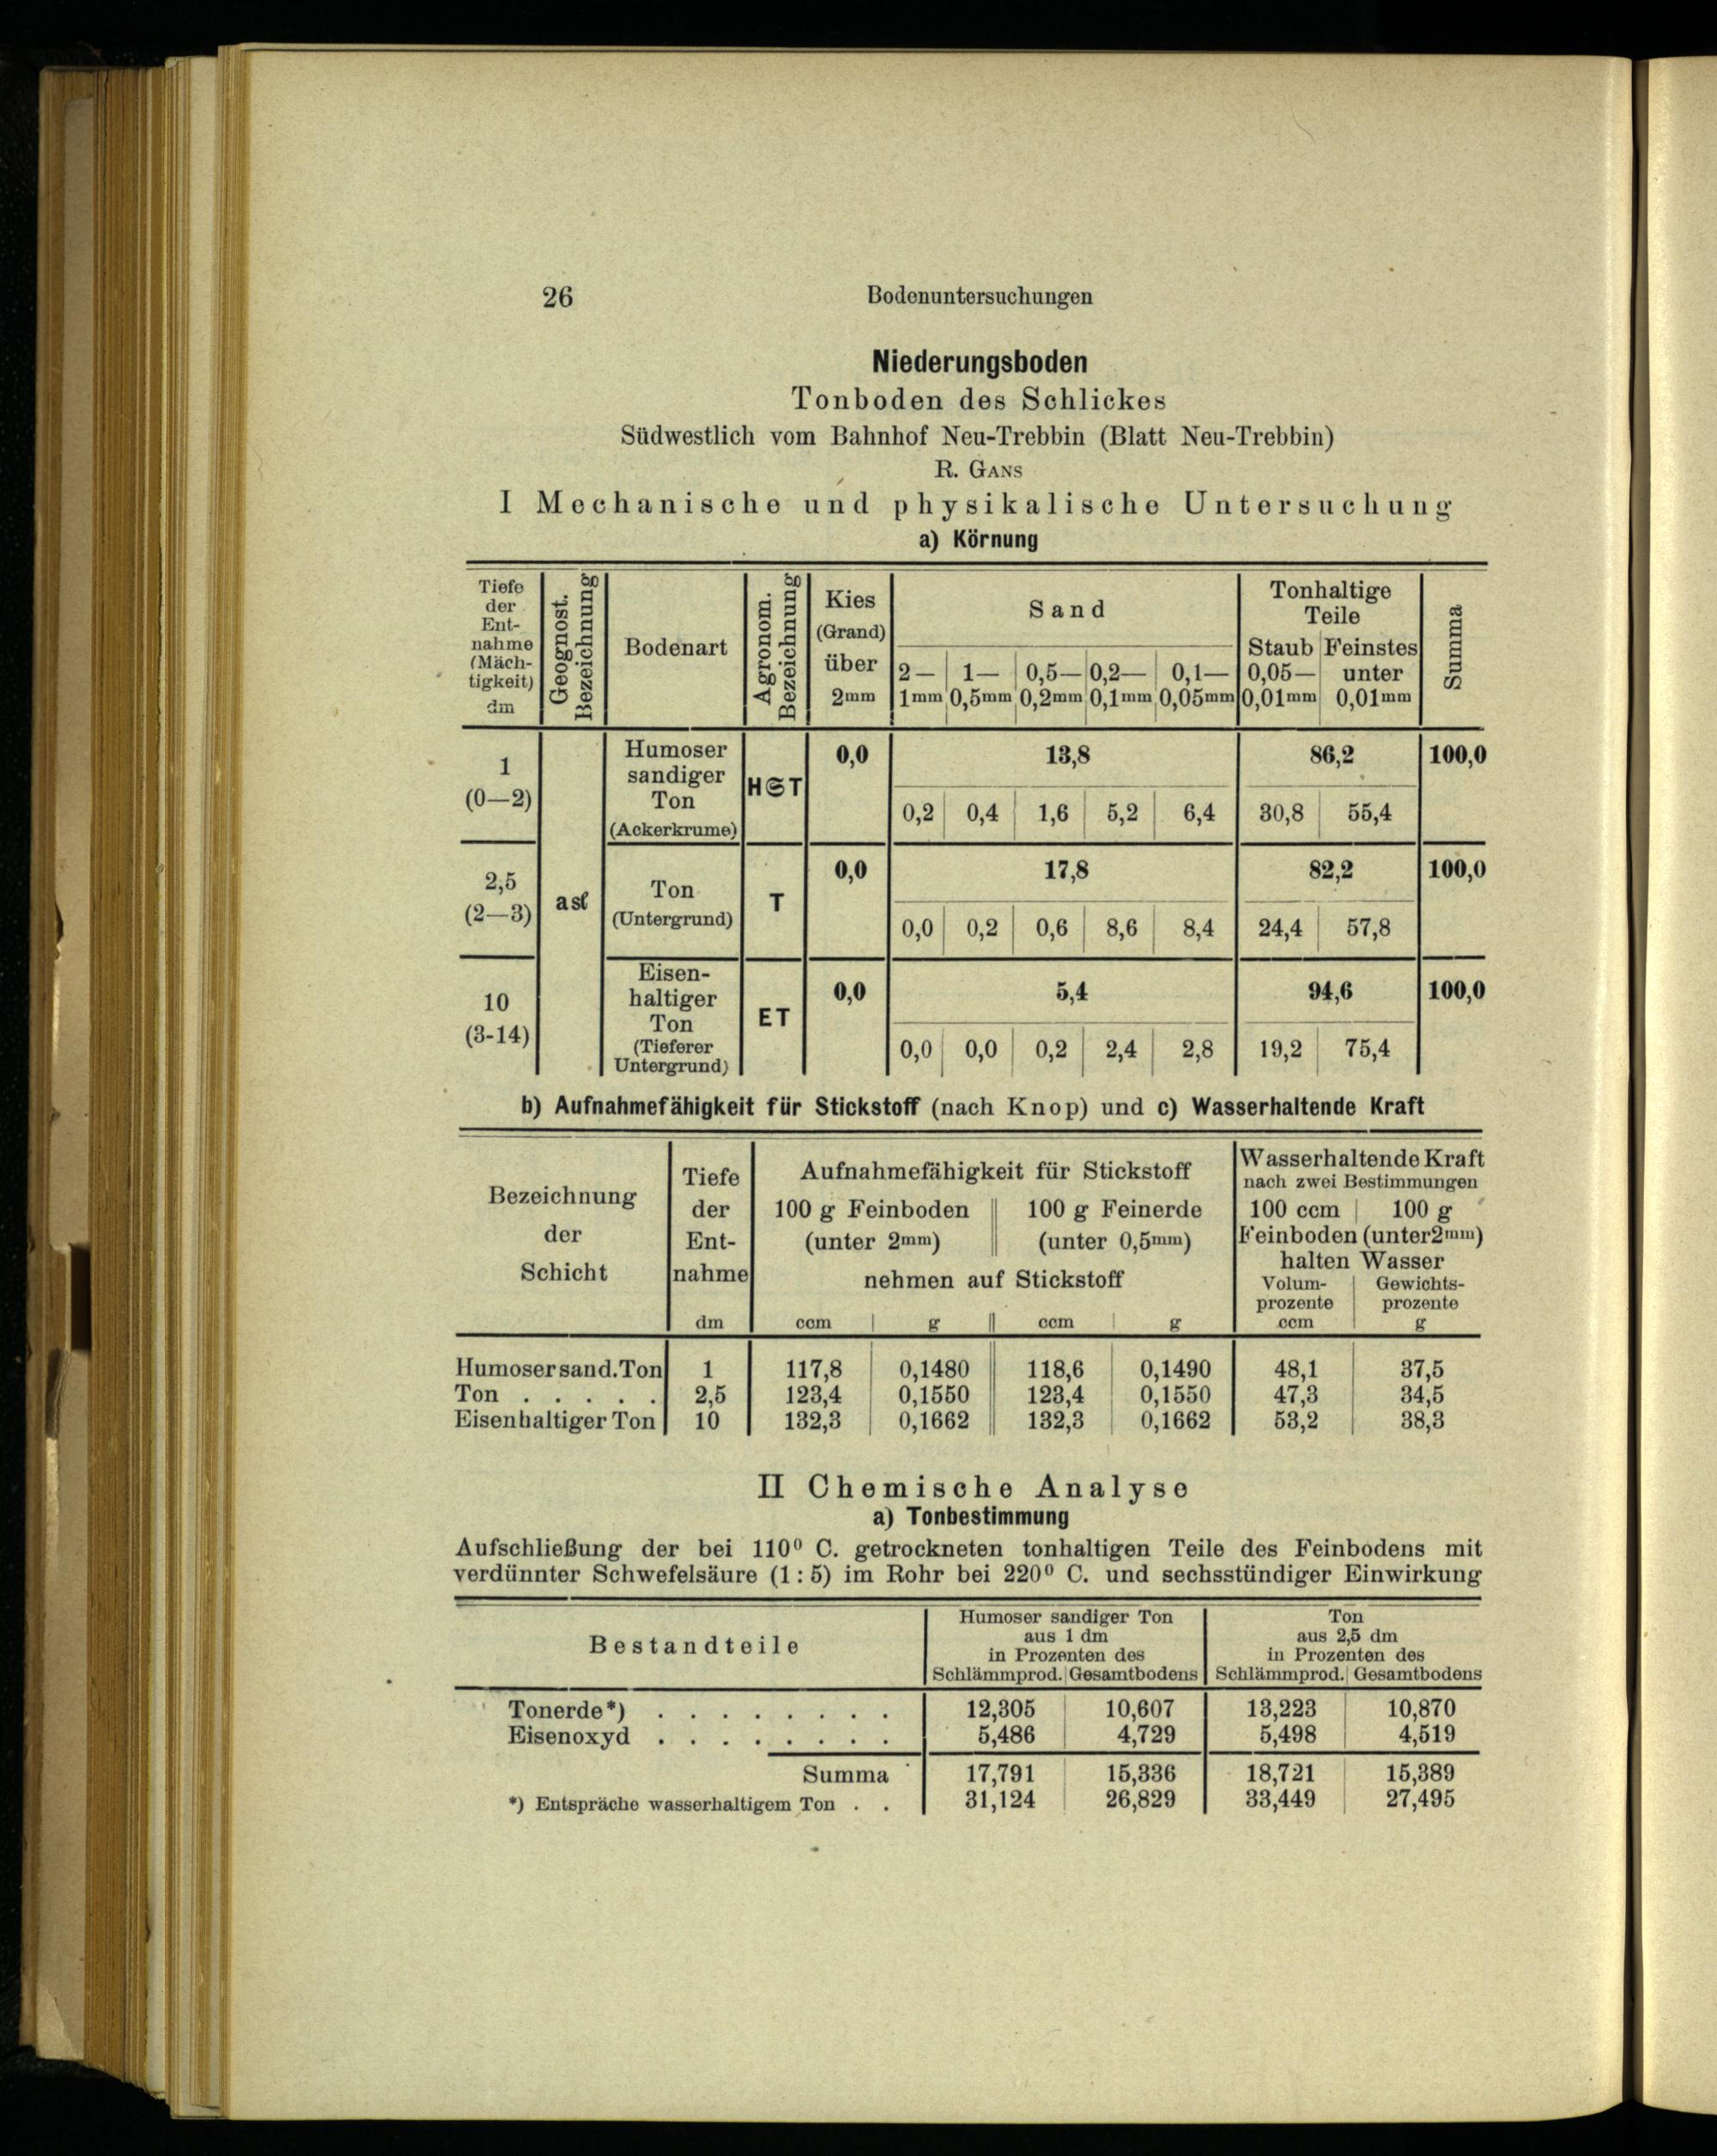 26 Bodenuntersuchungen
Niederungsboden
Tonboden des Schlickes
Südwestlich vom Bahnhof Neu-Trebbin (Blatt Neu-Trebbin)
R. Gans
I Mechanische und physikalische Untersuchung
a) Körnung
Tiefe der Ent- nahme (Mäch- tigkeit) dm
Geognost. Bezeichnung
Bodenart
Agronom. Bezeichnung
Kies (Grand) über 2mm
Sand
2— 1mm 1— 0,5mm 0,5— 0,2mm 0,2— 0,1mm 0,1— 0,05mm
Tonhaltige Teile
Staub 0,05— 0,01mm Feinstes unter 0,01mm
Summa
1 Humoser 0,0 13,8 86,2 100,0
(0—2) sandiger HST
Ton 0,2 0,4 1,6 5,2 6,4 30,8 55,4
(Ackerkrume)
2,5 asf Ton T 0,0 17,8 82,2 100,0
(2—3) (Untergrund) 0,0 0,2 0,6 8,6 8,4 24,4 57,8
10 Eisen- 0,0 5,4 94,6 100,0
(3-14) haltiger ET
Ton 0,0 0,0 0,2 2,4 2,8 19,2 75,4
(Tieferer
Untergrund)
b) Aufnahmefähigkeit für Stickstoff (nach Knop) und c) Wasserhaltende Kraft
Bezeichnung der Schicht
Tiefe der Ent- nahme dm
Aufnahmefähigkeit für Stickstoff
100 g Feinboden (unter 2mm) 100 g Feinerde (unter 0,5mm)
nehmen auf Stickstoff
ccm g ccm g
Wasserhaltende Kraft
nach zwei Bestimmungen
100 ccm 100 g
Feinboden (unter2mm)
halten Wasser
Volum- prozente ccm Gewichts- prozente g
Humoser sand. Ton 1 117,8 0,1480 118,6 0,1490 48,1 37,5
Ton . . . . . 2,5 123,4 0,1550 123,4 0,1550 47,3 34,5
Eisenhaltiger Ton 10 132,3 0,1662 132,3 0,1662 53,2 38,3
II Chemische Analyse
a) Tonbestimmung
Aufschließung der bei 110⁰ C. getrockneten tonhaltigen Teile des Feinbodens mit
verdünnter Schwefelsäure (1 : 5) im Rohr bei 220⁰ C. und sechsstündiger Einwirkung
Bestandteile
Humoser sandiger Ton aus 1 dm in Prozenten des
Schlämmprod. Gesamtbodens
Ton aus 2,5 dm in Prozenten des
Schlämmprod. Gesamtbodens
Tonerde*) . . . . . . . . 12,305 10,607 13,223 10,870
Eisenoxyd . . . . . . . . 5,486 4,729 5,498 4,519
Summa 17,791 15,336 18,721 15,389
*) Entspräche wasserhaltigem Ton . . 31,124 26,829 33,449 27,495